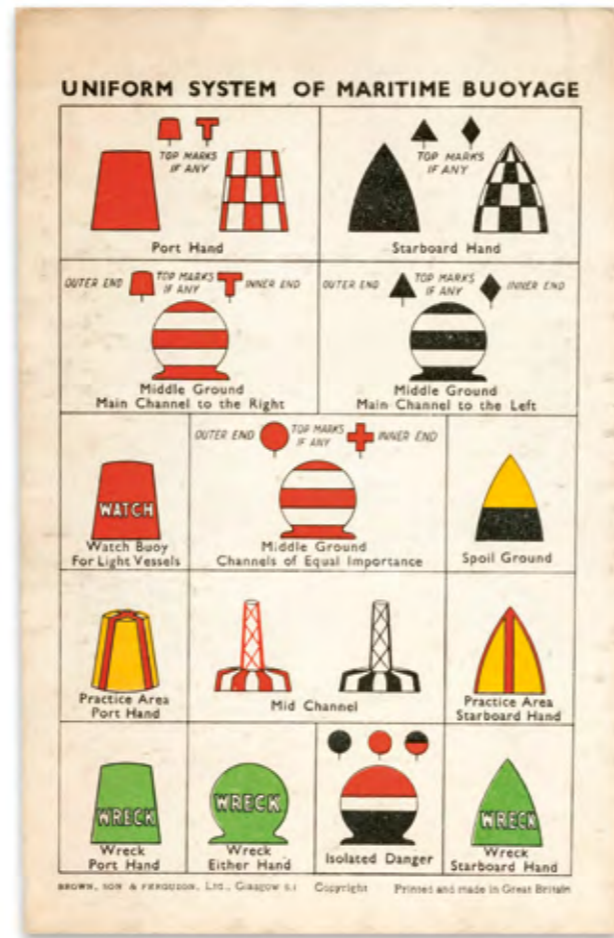 UNIFORM SYSTEM OF MARITIME BUOYAGE
TOP MARKS
IF ANY
Port Hand
TOP MARKS
IF ANY
Starboard Hand
OUTER END TOP MARKS IF ANY INNER END
Middle Ground
Main Channel to the Right
OUTER END TOP MARKS IF ANY INNER END
Middle Ground
Main Channel to the Left
WATCH
Watch Buoy
For Light Vessels
OUTER END TOP MARKS IF ANY INNER END
Middle Ground
Channels of Equal Importance
Spoil Ground
Practice Area
Port Hand
Mid Channel
Practice Area
Starboard Hand
WRECK
Wreck
Port Hand
WRECK
Wreck
Either Hand
Isolated Danger
WRECK
Wreck
Starboard Hand
BROWN, SON & FERGUSON, Ltd., Glasgow S.1 Copyright Printed and made in Great Britain